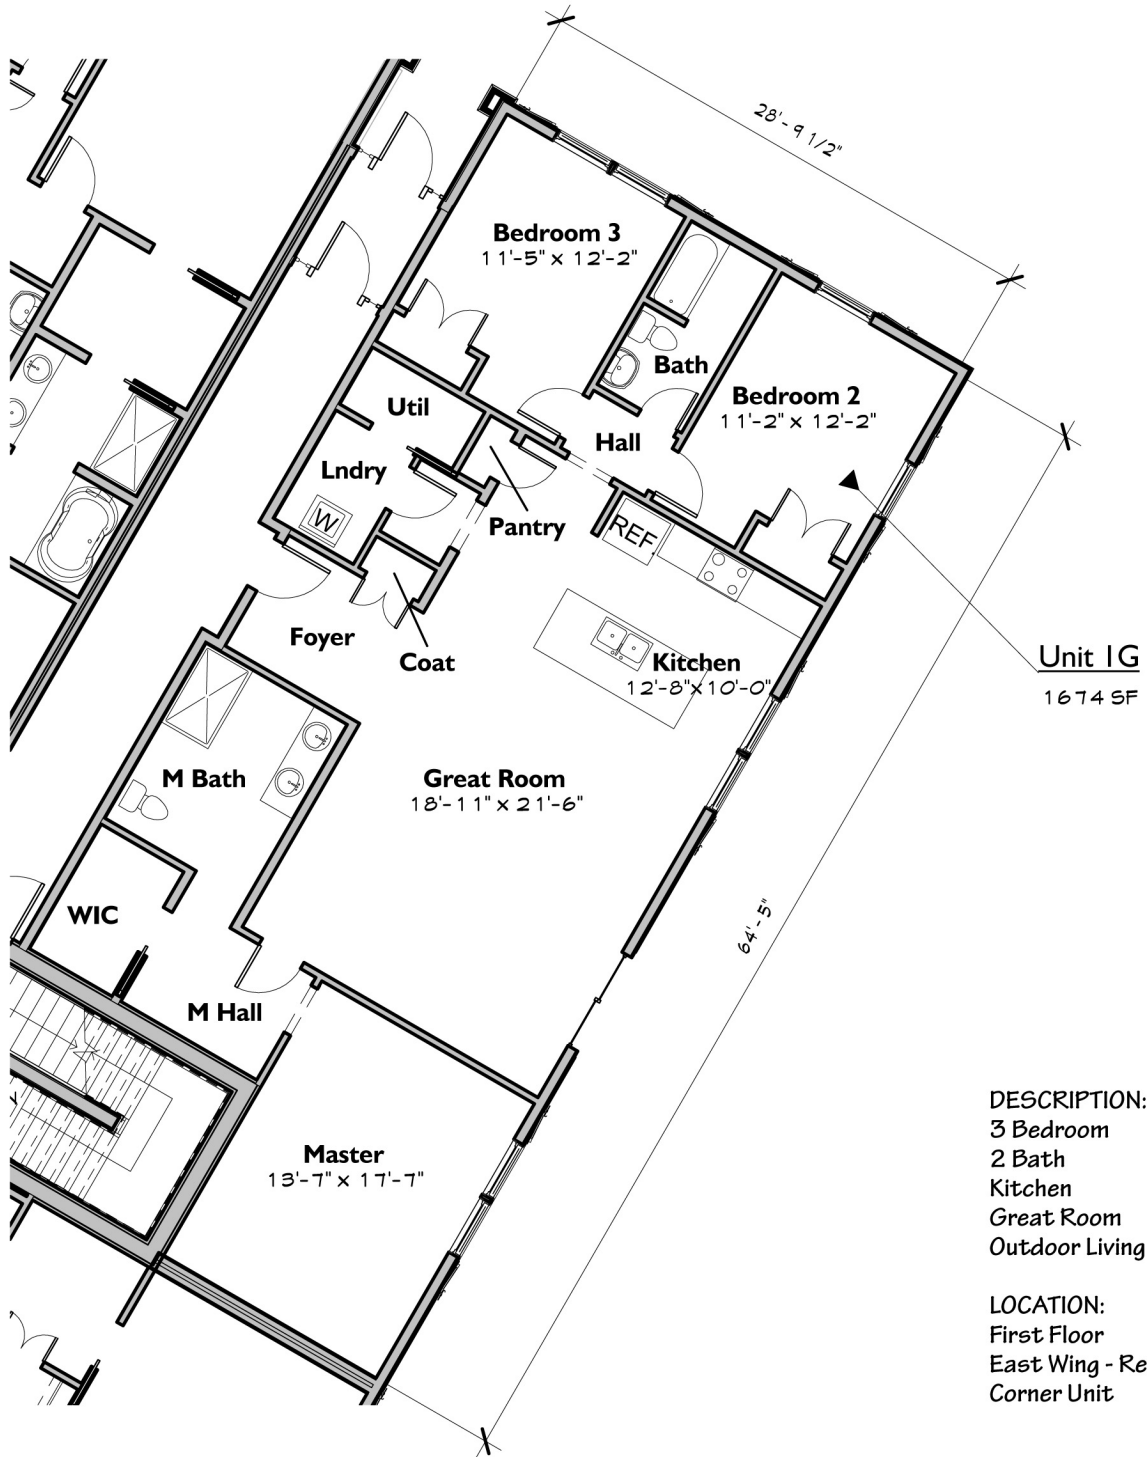 28'-9 1/2"
Bedroom 3
11'-5" x 12'-2"
Bath
Bedroom 2
11'-2" x 12'-2"
Util
Hall
Lndry
W
Pantry
REF.
Foyer
Coat
Kitchen
12'-8"x10'-0"
Unit 1G
1674 SF
M Bath
Great Room
18'-11" x 21'-6"
WIC
64'-5"
M Hall
Master
13'-7" x 17'-7"
DESCRIPTION:
3 Bedroom
2 Bath
Kitchen
Great Room
Outdoor Living
LOCATION:
First Floor
East Wing - Re
Corner Unit